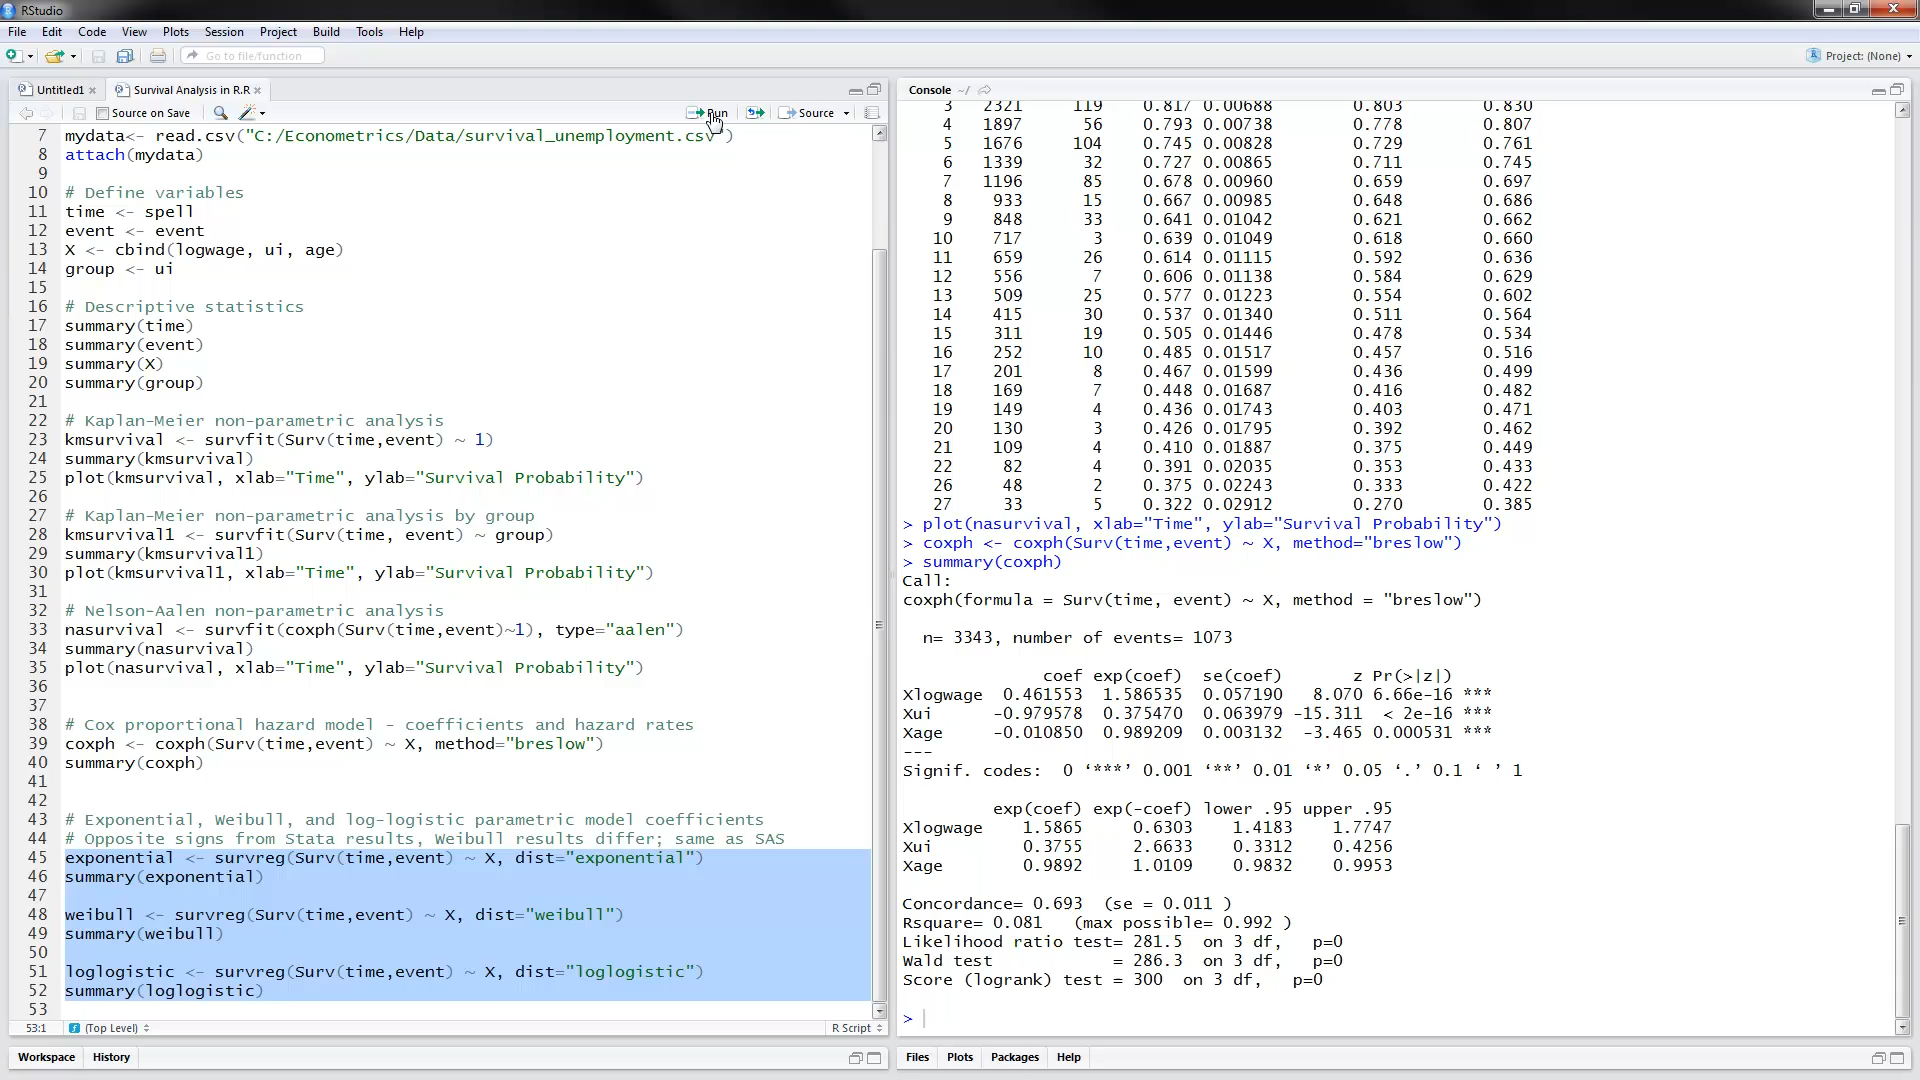 RStudio
File Edit Code View Plots Session Project Build Tools Help
Go to file/function
Project: (None)
Untitled1
Survival Analysis in R.R
Source on Save
Run
Source
7 mydata<- read.csv("C:/Econometrics/Data/survival_unemployment.csv")
8 attach(mydata)
9
10 # Define variables
11 time <- spell
12 event <- event
13 X <- cbind(logwage, ui, age)
14 group <- ui
15
16 # Descriptive statistics
17 summary(time)
18 summary(event)
19 summary(X)
20 summary(group)
21
22 # Kaplan-Meier non-parametric analysis
23 kmsurvival <- survfit(Surv(time,event) ~ 1)
24 summary(kmsurvival)
25 plot(kmsurvival, xlab="Time", ylab="Survival Probability")
26
27 # Kaplan-Meier non-parametric analysis by group
28 kmsurvival1 <- survfit(Surv(time, event) ~ group)
29 summary(kmsurvival1)
30 plot(kmsurvival1, xlab="Time", ylab="Survival Probability")
31
32 # Nelson-Aalen non-parametric analysis
33 nasurvival <- survfit(coxph(Surv(time,event)~1), type="aalen")
34 summary(nasurvival)
35 plot(nasurvival, xlab="Time", ylab="Survival Probability")
36
37
38 # Cox proportional hazard model - coefficients and hazard rates
39 coxph <- coxph(Surv(time,event) ~ X, method="breslow")
40 summary(coxph)
41
42
43 # Exponential, Weibull, and log-logistic parametric model coefficients
44 # Opposite signs from Stata results, Weibull results differ; same as SAS
45 exponential <- survreg(Surv(time,event) ~ X, dist="exponential")
46 summary(exponential)
47
48 weibull <- survreg(Surv(time,event) ~ X, dist="weibull")
49 summary(weibull)
50
51 loglogistic <- survreg(Surv(time,event) ~ X, dist="loglogistic")
52 summary(loglogistic)
53
53:1 (Top Level) R Script
Workspace History
Console ~/
3 2321 119 0.817 0.00688 0.803 0.830
4 1897 56 0.793 0.00738 0.778 0.807
5 1676 104 0.745 0.00828 0.729 0.761
6 1339 32 0.727 0.00865 0.711 0.745
7 1196 85 0.678 0.00960 0.659 0.697
8 933 15 0.667 0.00985 0.648 0.686
9 848 33 0.641 0.01042 0.621 0.662
10 717 3 0.639 0.01049 0.618 0.660
11 659 26 0.614 0.01115 0.592 0.636
12 556 7 0.606 0.01138 0.584 0.629
13 509 25 0.577 0.01223 0.554 0.602
14 415 30 0.537 0.01340 0.511 0.564
15 311 19 0.505 0.01446 0.478 0.534
16 252 10 0.485 0.01517 0.457 0.516
17 201 8 0.467 0.01599 0.436 0.499
18 169 7 0.448 0.01687 0.416 0.482
19 149 4 0.436 0.01743 0.403 0.471
20 130 3 0.426 0.01795 0.392 0.462
21 109 4 0.410 0.01887 0.375 0.449
22 82 4 0.391 0.02035 0.353 0.433
26 48 2 0.375 0.02243 0.333 0.422
27 33 5 0.322 0.02912 0.270 0.385
> plot(nasurvival, xlab="Time", ylab="Survival Probability")
> coxph <- coxph(Surv(time,event) ~ X, method="breslow")
> summary(coxph)
Call:
coxph(formula = Surv(time, event) ~ X, method = "breslow")
n= 3343, number of events= 1073
coef exp(coef) se(coef) z Pr(>|z|)
Xlogwage 0.461553 1.586535 0.057190 8.070 6.66e-16 ***
Xui -0.979578 0.375470 0.063979 -15.311 < 2e-16 ***
Xage -0.010850 0.989209 0.003132 -3.465 0.000531 ***
---
Signif. codes: 0 ‘***’ 0.001 ‘**’ 0.01 ‘*’ 0.05 ‘.’ 0.1 ‘ ’ 1
exp(coef) exp(-coef) lower .95 upper .95
Xlogwage 1.5865 0.6303 1.4183 1.7747
Xui 0.3755 2.6633 0.3312 0.4256
Xage 0.9892 1.0109 0.9832 0.9953
Concordance= 0.693 (se = 0.011 )
Rsquare= 0.081 (max possible= 0.992 )
Likelihood ratio test= 281.5 on 3 df, p=0
Wald test = 286.3 on 3 df, p=0
Score (logrank) test = 300 on 3 df, p=0
>
Files Plots Packages Help